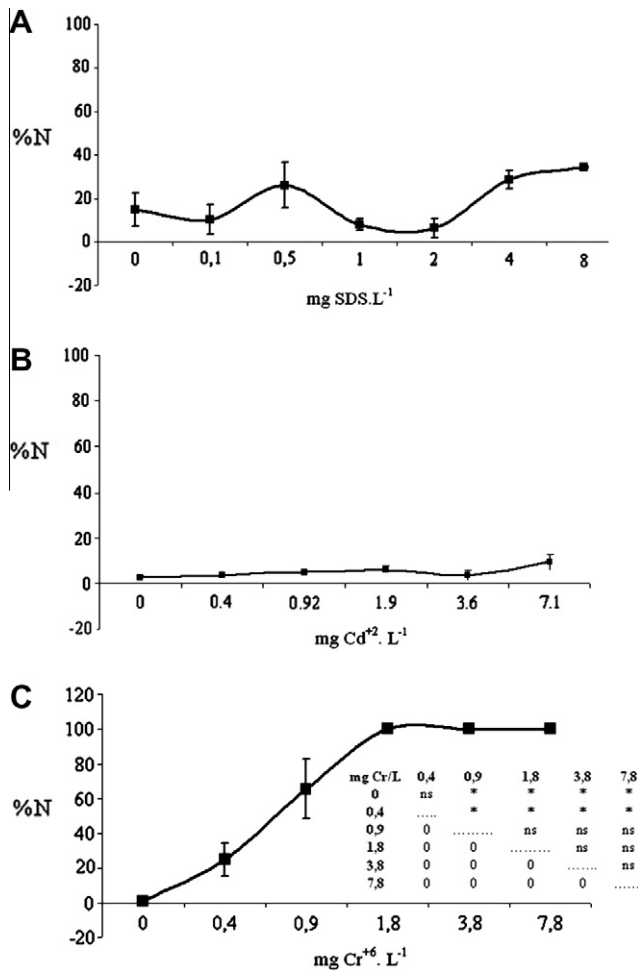 A
100
80
60
%N
40
20
0
-20
0 0,1 0,5 1 2 4 8
mg SDS.L-1
B
100
80
60
%N
40
20
0
-20
0 0.4 0.92 1.9 3.6 7.1
mg Cd+2. L-1
C
120
100
80
60
%N
40
20
0
mg Cr/L 0,4 0,9 1,8 3,8 7,8
0 ns * * * *
0,4 ..... * * * *
0,9 0 ......... ns ns ns
1,8 0 0 ......... ns ns
3,8 0 0 0 ...... ns
7,8 0 0 0 0 ......
0 0,4 0,9 1,8 3,8 7,8
mg Cr+6. L-1